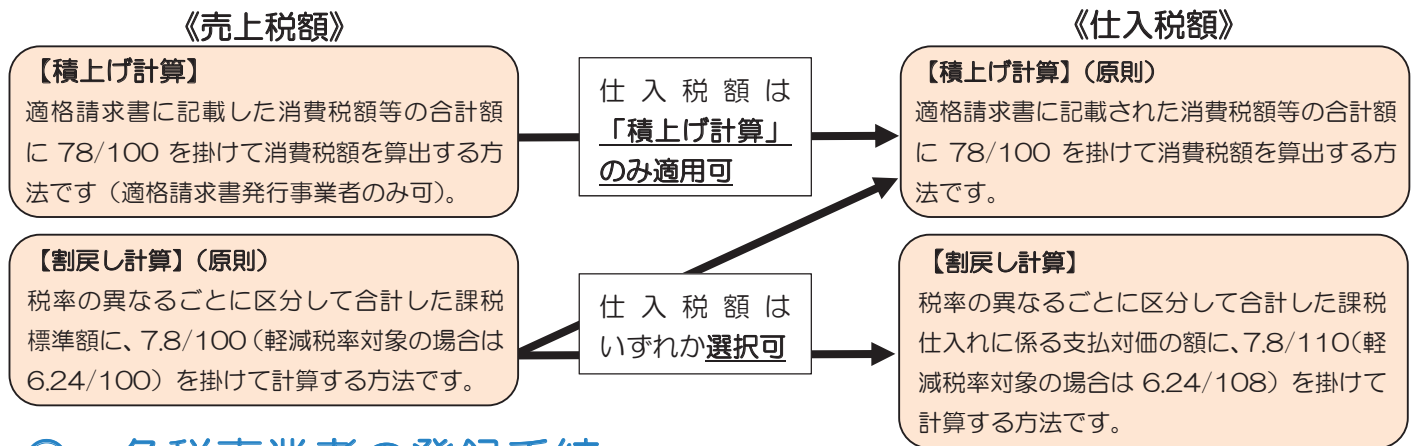 《売上税額》
【積上げ計算】
適格請求書に記載した消費税額等の合計額
に 78/100 を掛けて消費税額を算出する方
法です（適格請求書発行事業者のみ可）。
【割戻し計算】（原則）
税率の異なるごとに区分して合計した課税
標準額に、7.8/100（軽減税率対象の場合は
6.24/100）を掛けて計算する方法です。
仕入税額は
「積上げ計算」
のみ適用可
仕入税額は
いずれか選択可
《仕入税額》
【積上げ計算】（原則）
適格請求書に記載された消費税額等の合計額
に 78/100 を掛けて消費税額を算出する方
法です。
【割戻し計算】
税率の異なるごとに区分して合計した課税
仕入れに係る支払対価の額に、7.8/110（軽
減税率対象の場合は 6.24/108）を掛けて
計算する方法です。